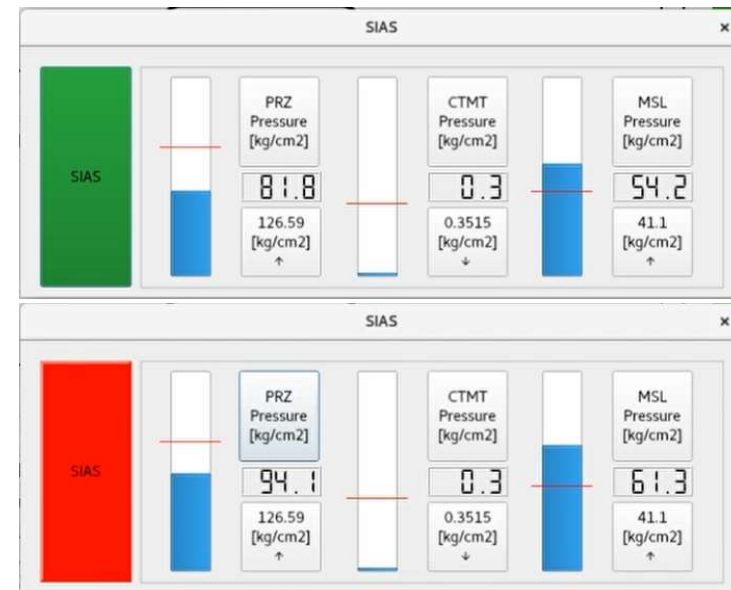 SIAS ×
SIAS
PRZ
Pressure
[kg/cm2]
81.8
126.59
[kg/cm2]
↑
CTMT
Pressure
[kg/cm2]
0.3
0.3515
[kg/cm2]
↓
MSL
Pressure
[kg/cm2]
54.2
41.1
[kg/cm2]
↑
SIAS ×
SIAS
PRZ
Pressure
[kg/cm2]
94.1
126.59
[kg/cm2]
↑
CTMT
Pressure
[kg/cm2]
0.3
0.3515
[kg/cm2]
↓
MSL
Pressure
[kg/cm2]
61.3
41.1
[kg/cm2]
↑